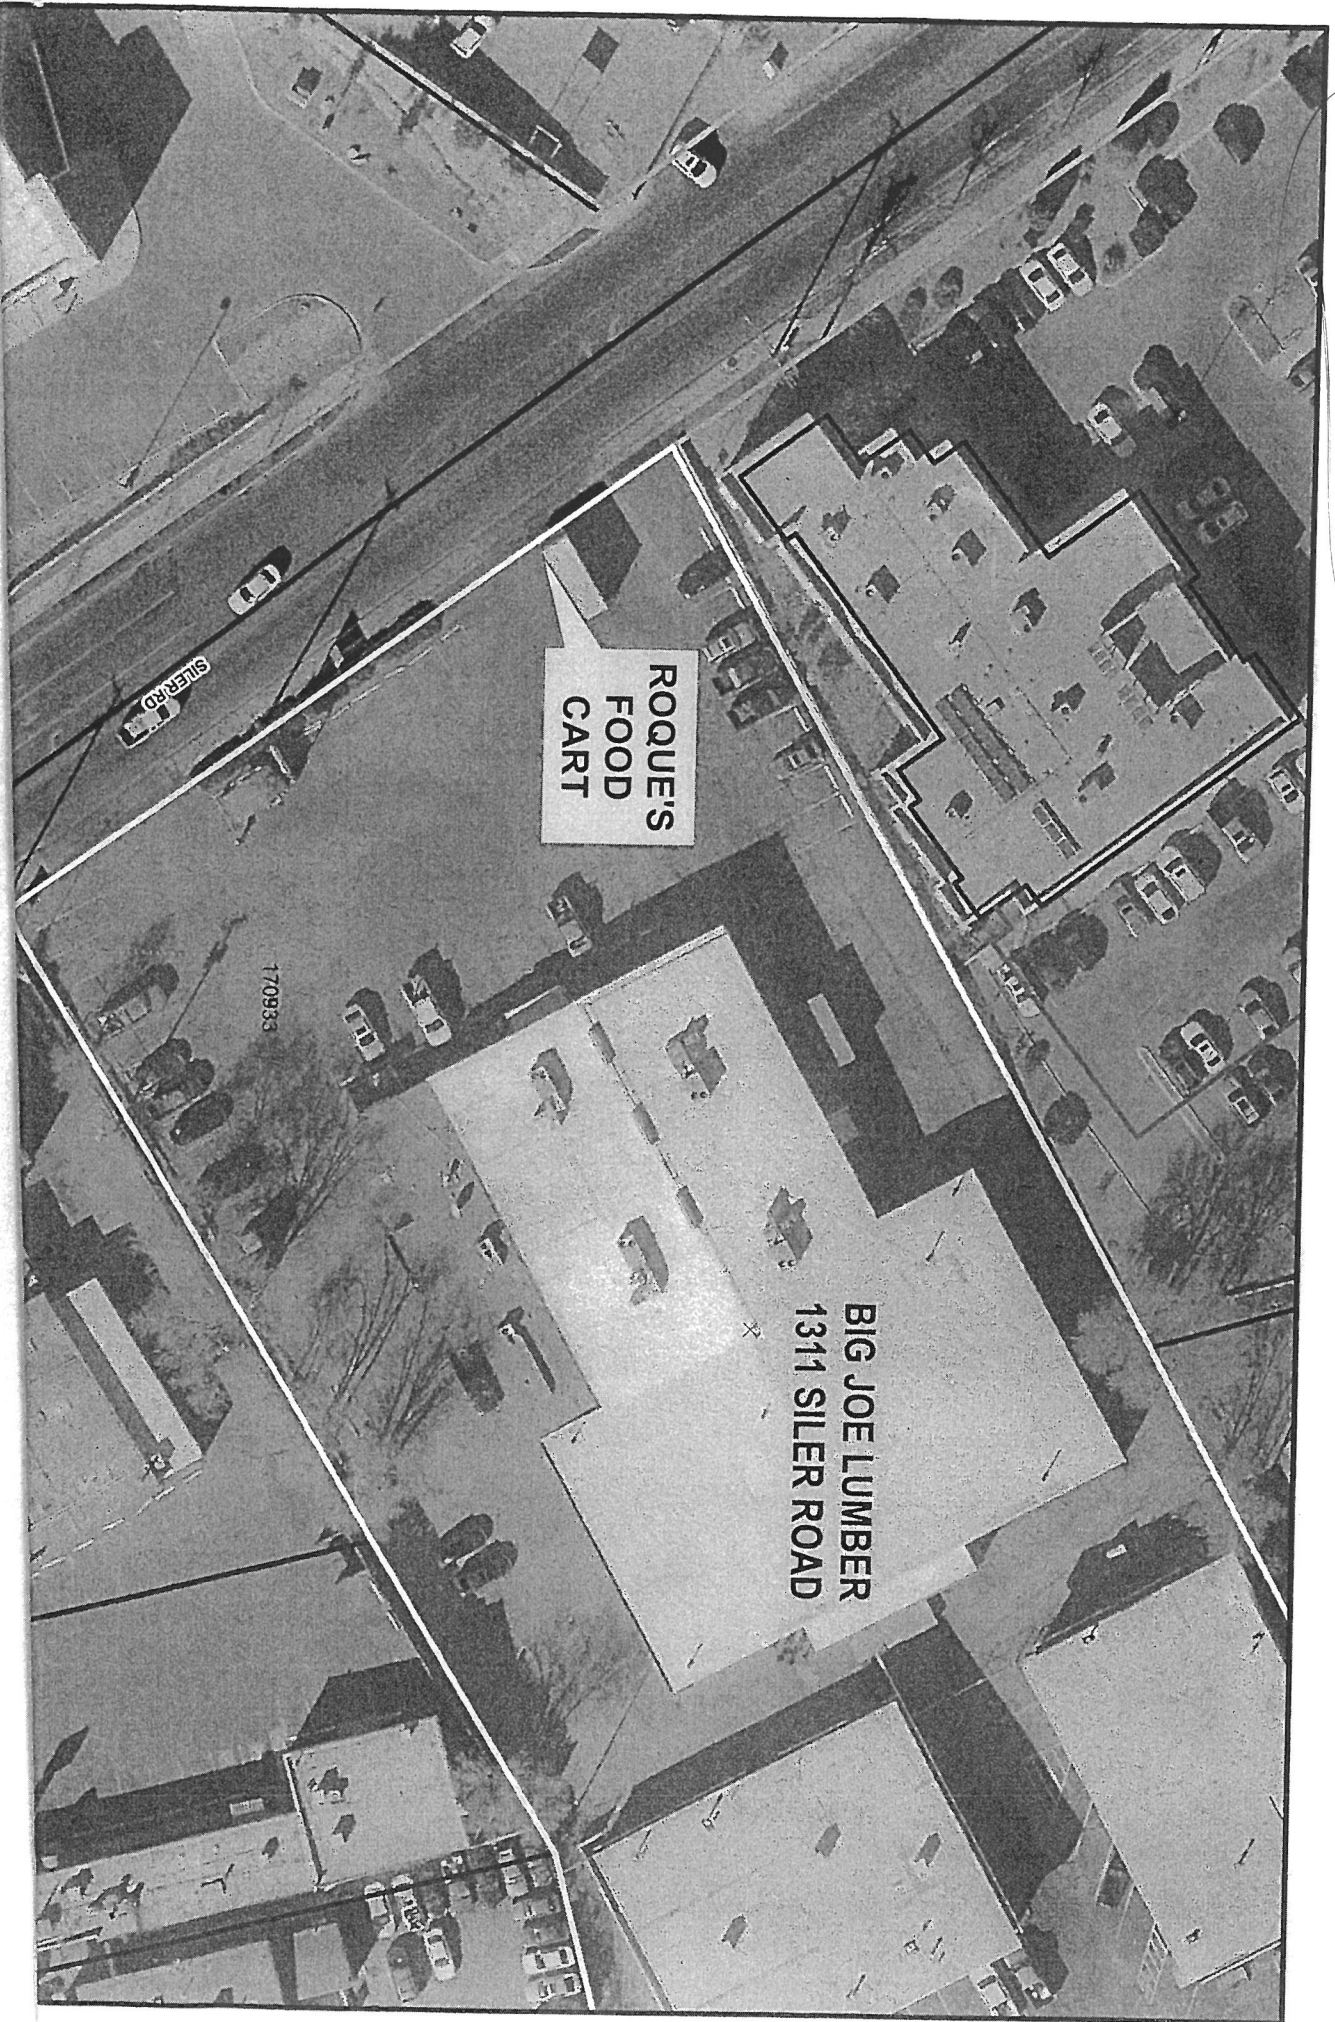 ROQUE'S
FOOD
CART
BIG JOE LUMBER
1311 SILER ROAD
SILER RD
170933